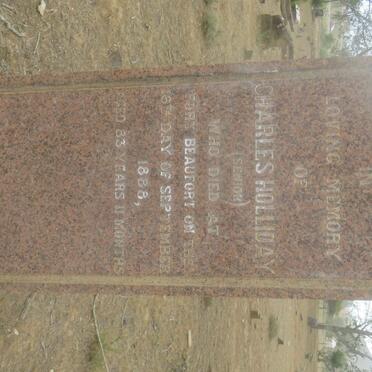 IN
LOVING MEMORY
OF
CHARLES HOLLIDAY
(SENIOR)
WHO DIED AT
FORT BEAUFORT ON THE
DAY OF SEPTEMBER
1888,
AGED 83 YEARS 11 MONTHS